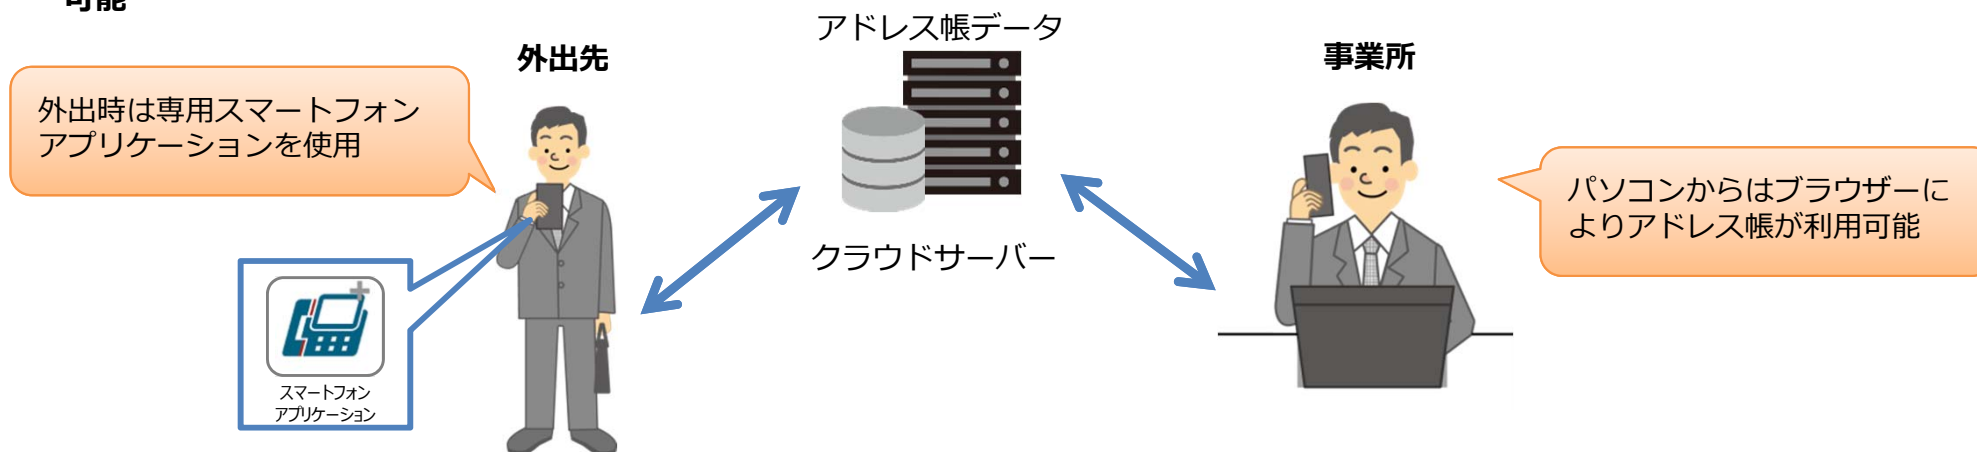 可能
アドレス帳データ
外出先
事業所
外出時は専用スマートフォン
アプリケーションを使用
パソコンからはブラウザーに
よりアドレス帳が利用可能
クラウドサーバー
スマートフォン
アプリケーション